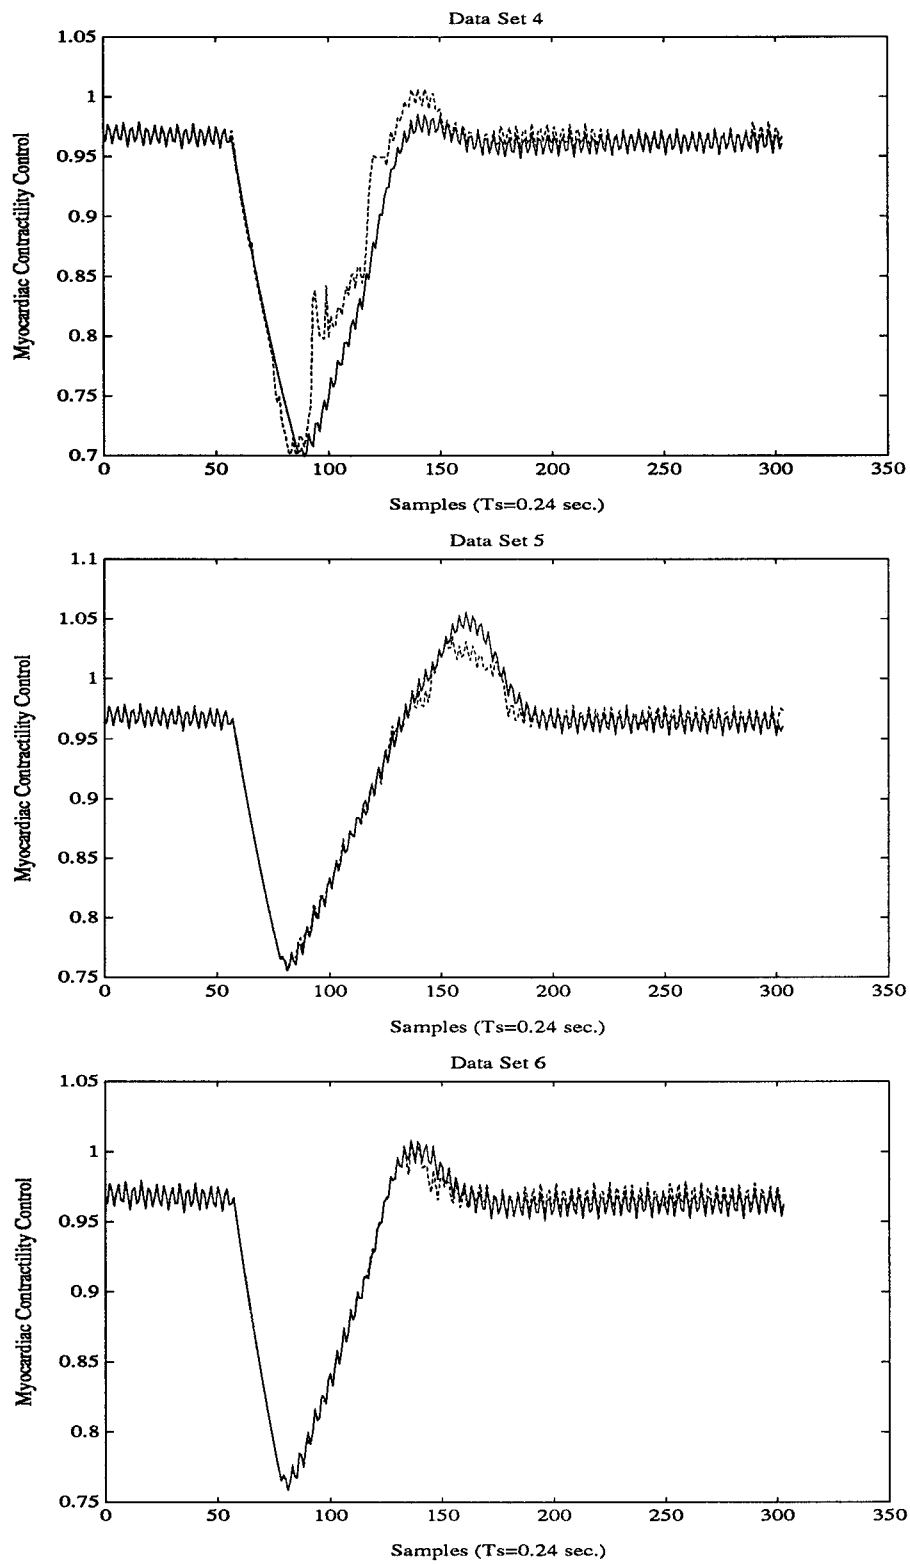 Data Set 4
Myocardiac Contractility Control
1.05
1
0.95
0.9
0.85
0.8
0.75
0.7
0 50 100 150 200 250 300 350
Samples (Ts=0.24 sec.)
Data Set 5
Myocardiac Contractility Control
1.1
1.05
1
0.95
0.9
0.85
0.8
0.75
0 50 100 150 200 250 300 350
Samples (Ts=0.24 sec.)
Data Set 6
Myocardiac Contractility Control
1.05
1
0.95
0.9
0.85
0.8
0.75
0 50 100 150 200 250 300 350
Samples (Ts=0.24 sec.)